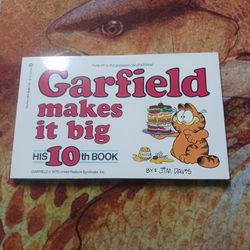 Garfield
makes
it big
HIS 10th BOOK
BY: JIM DAVIS